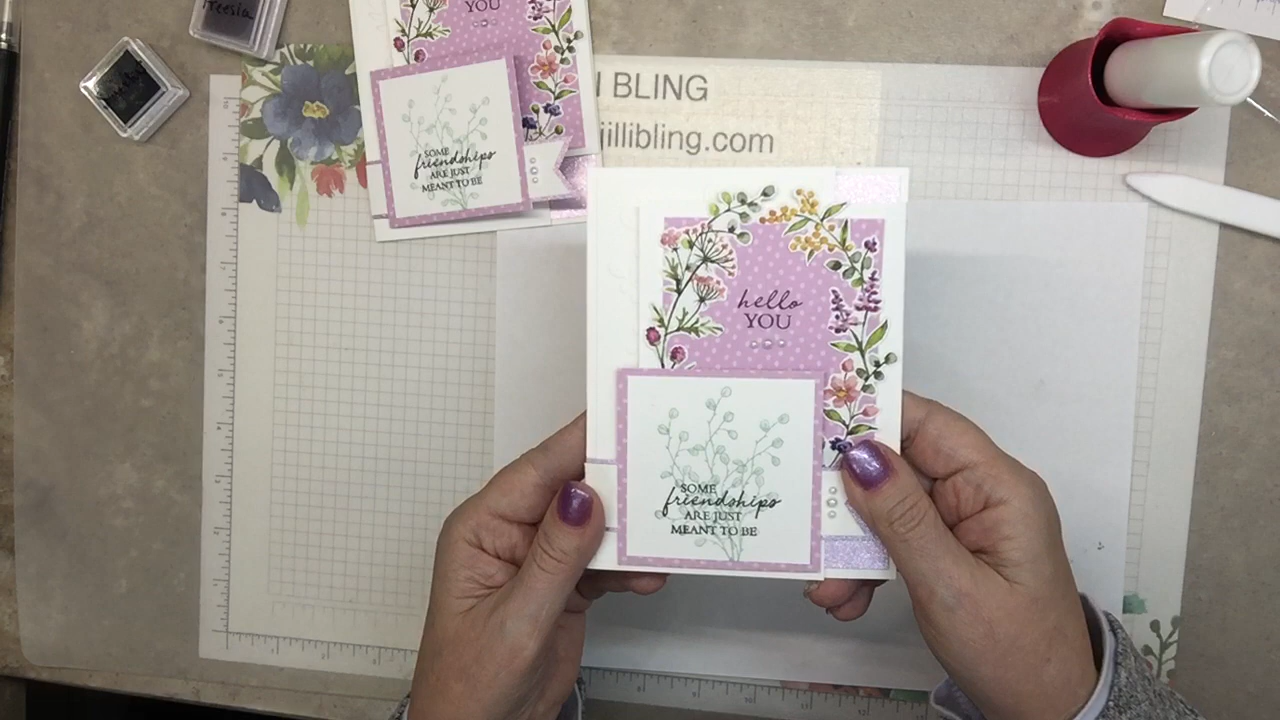 Freesia
YOU
SOME
friendships
ARE JUST
MEANT TO BE
I BLING
jillibling.com
hello
YOU
SOME
friendships
ARE JUST
MEANT TO BE